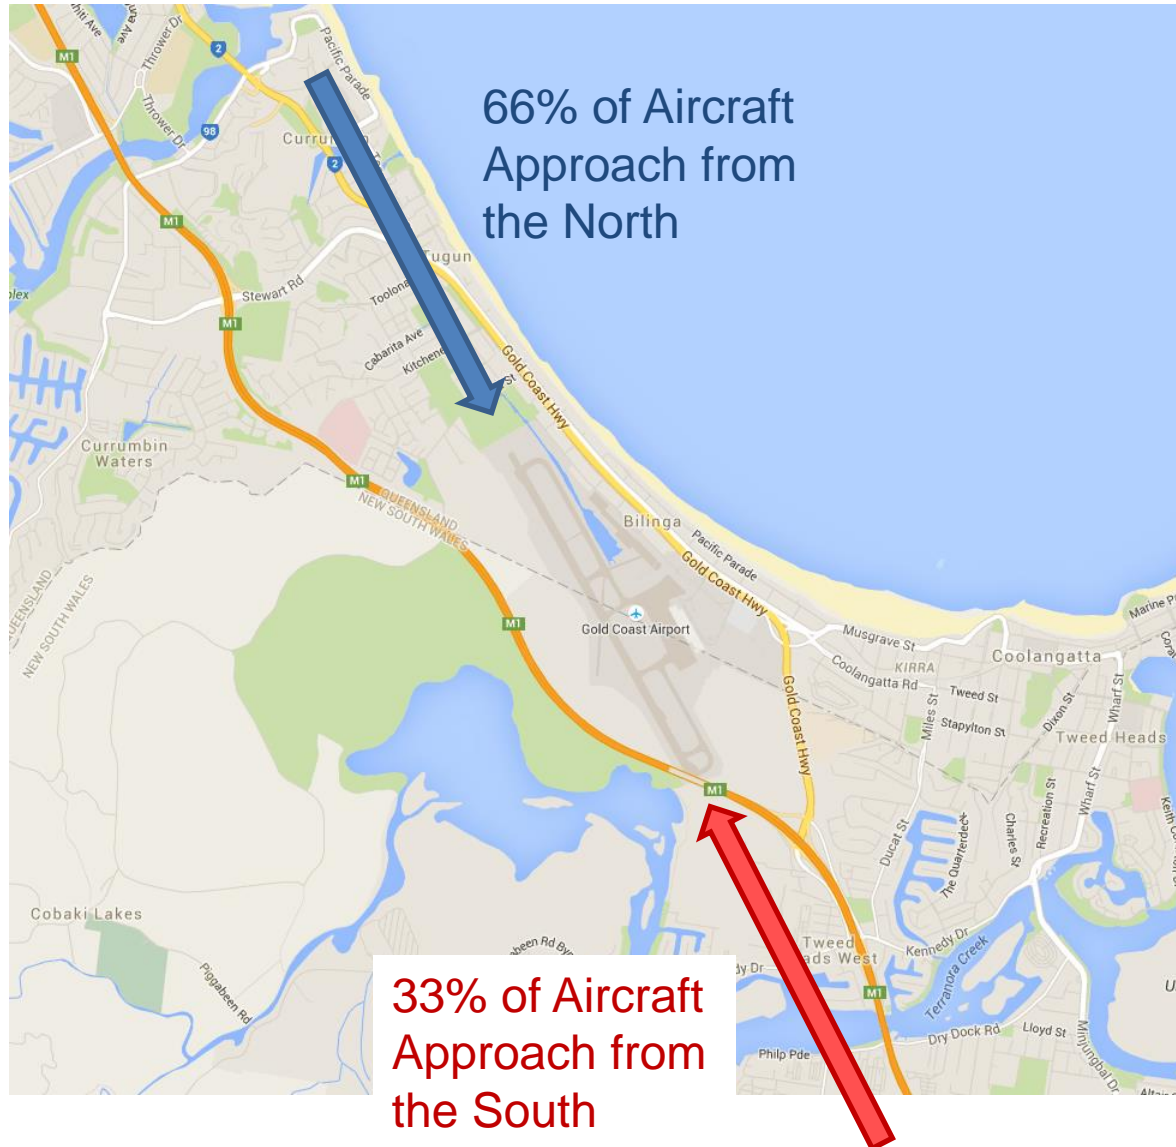 Thrower Dr
M1
2
Pacific Parade
66% of Aircraft
Approach from
the North
98
Thrower Dr
2
M1
Tugun
Stewart Rd
M1
Cabarita Ave
Gold Coast Hwy
Currumbin
Waters
M1
QUEENSLAND
NEW SOUTH WALES
Bilinga
Pacific Parade
Gold Coast Hwy
NEW SOUTH WALES
M1
Gold Coast Airport
Musgrave St
KIRRA
Coolangatta
Coolangatta Rd
Tweed St
Miles St
Dixon St
Wharf St
Stapylton St
Gold Coast Hwy
Tweed Heads
M1
Ducat St
The Quarterdeck
Charles St
Recreation St
Wharf St
Cobaki Lakes
Piggabeen Rd
Tweed
Kennedy Dr
33% of Aircraft
Approach from
the South
M1
Terranora Creek
Dry Dock Rd
Lloyd St
Philp Pde
Minjungbal Dr